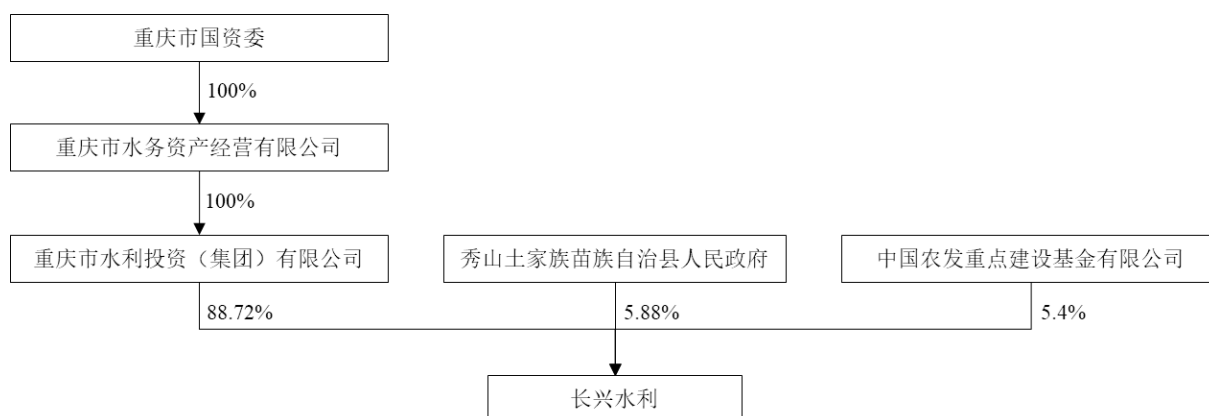 重庆市国资委
100%
重庆市水务资产经营有限公司
100%
重庆市水利投资（集团）有限公司
秀山土家族苗族自治县人民政府
中国农发重点建设基金有限公司
88.72%
5.88%
5.4%
长兴水利